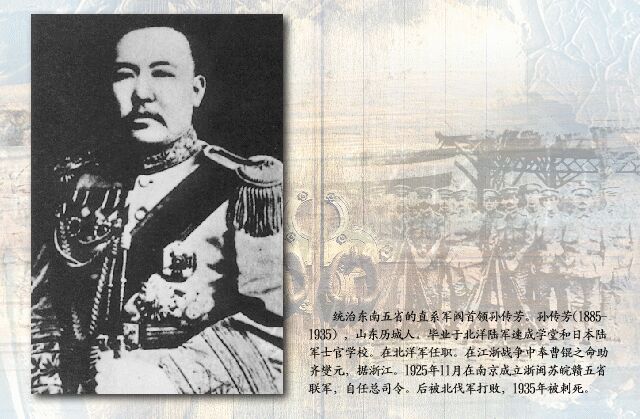 统治东南五省的直系军阀首领孙传芳。孙传芳(1885-
1935)，山东历城人。毕业于北洋陆军速成学堂和日本陆
军士官学校。在北洋军任职。在江浙战争中奉曹锟之命助
齐燮元，据浙江。1925年11月在南京成立浙闽苏皖赣五省
联军，自任总司令。后被北伐军打败，1935年被刺死。